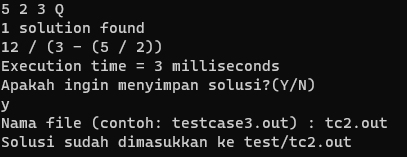 5 2 3 Q
1 solution found
12 / (3 - (5 / 2))
Execution time = 3 milliseconds
Apakah ingin menyimpan solusi?(Y/N)
y
Nama file (contoh: testcase3.out) : tc2.out
Solusi sudah dimasukkan ke test/tc2.out